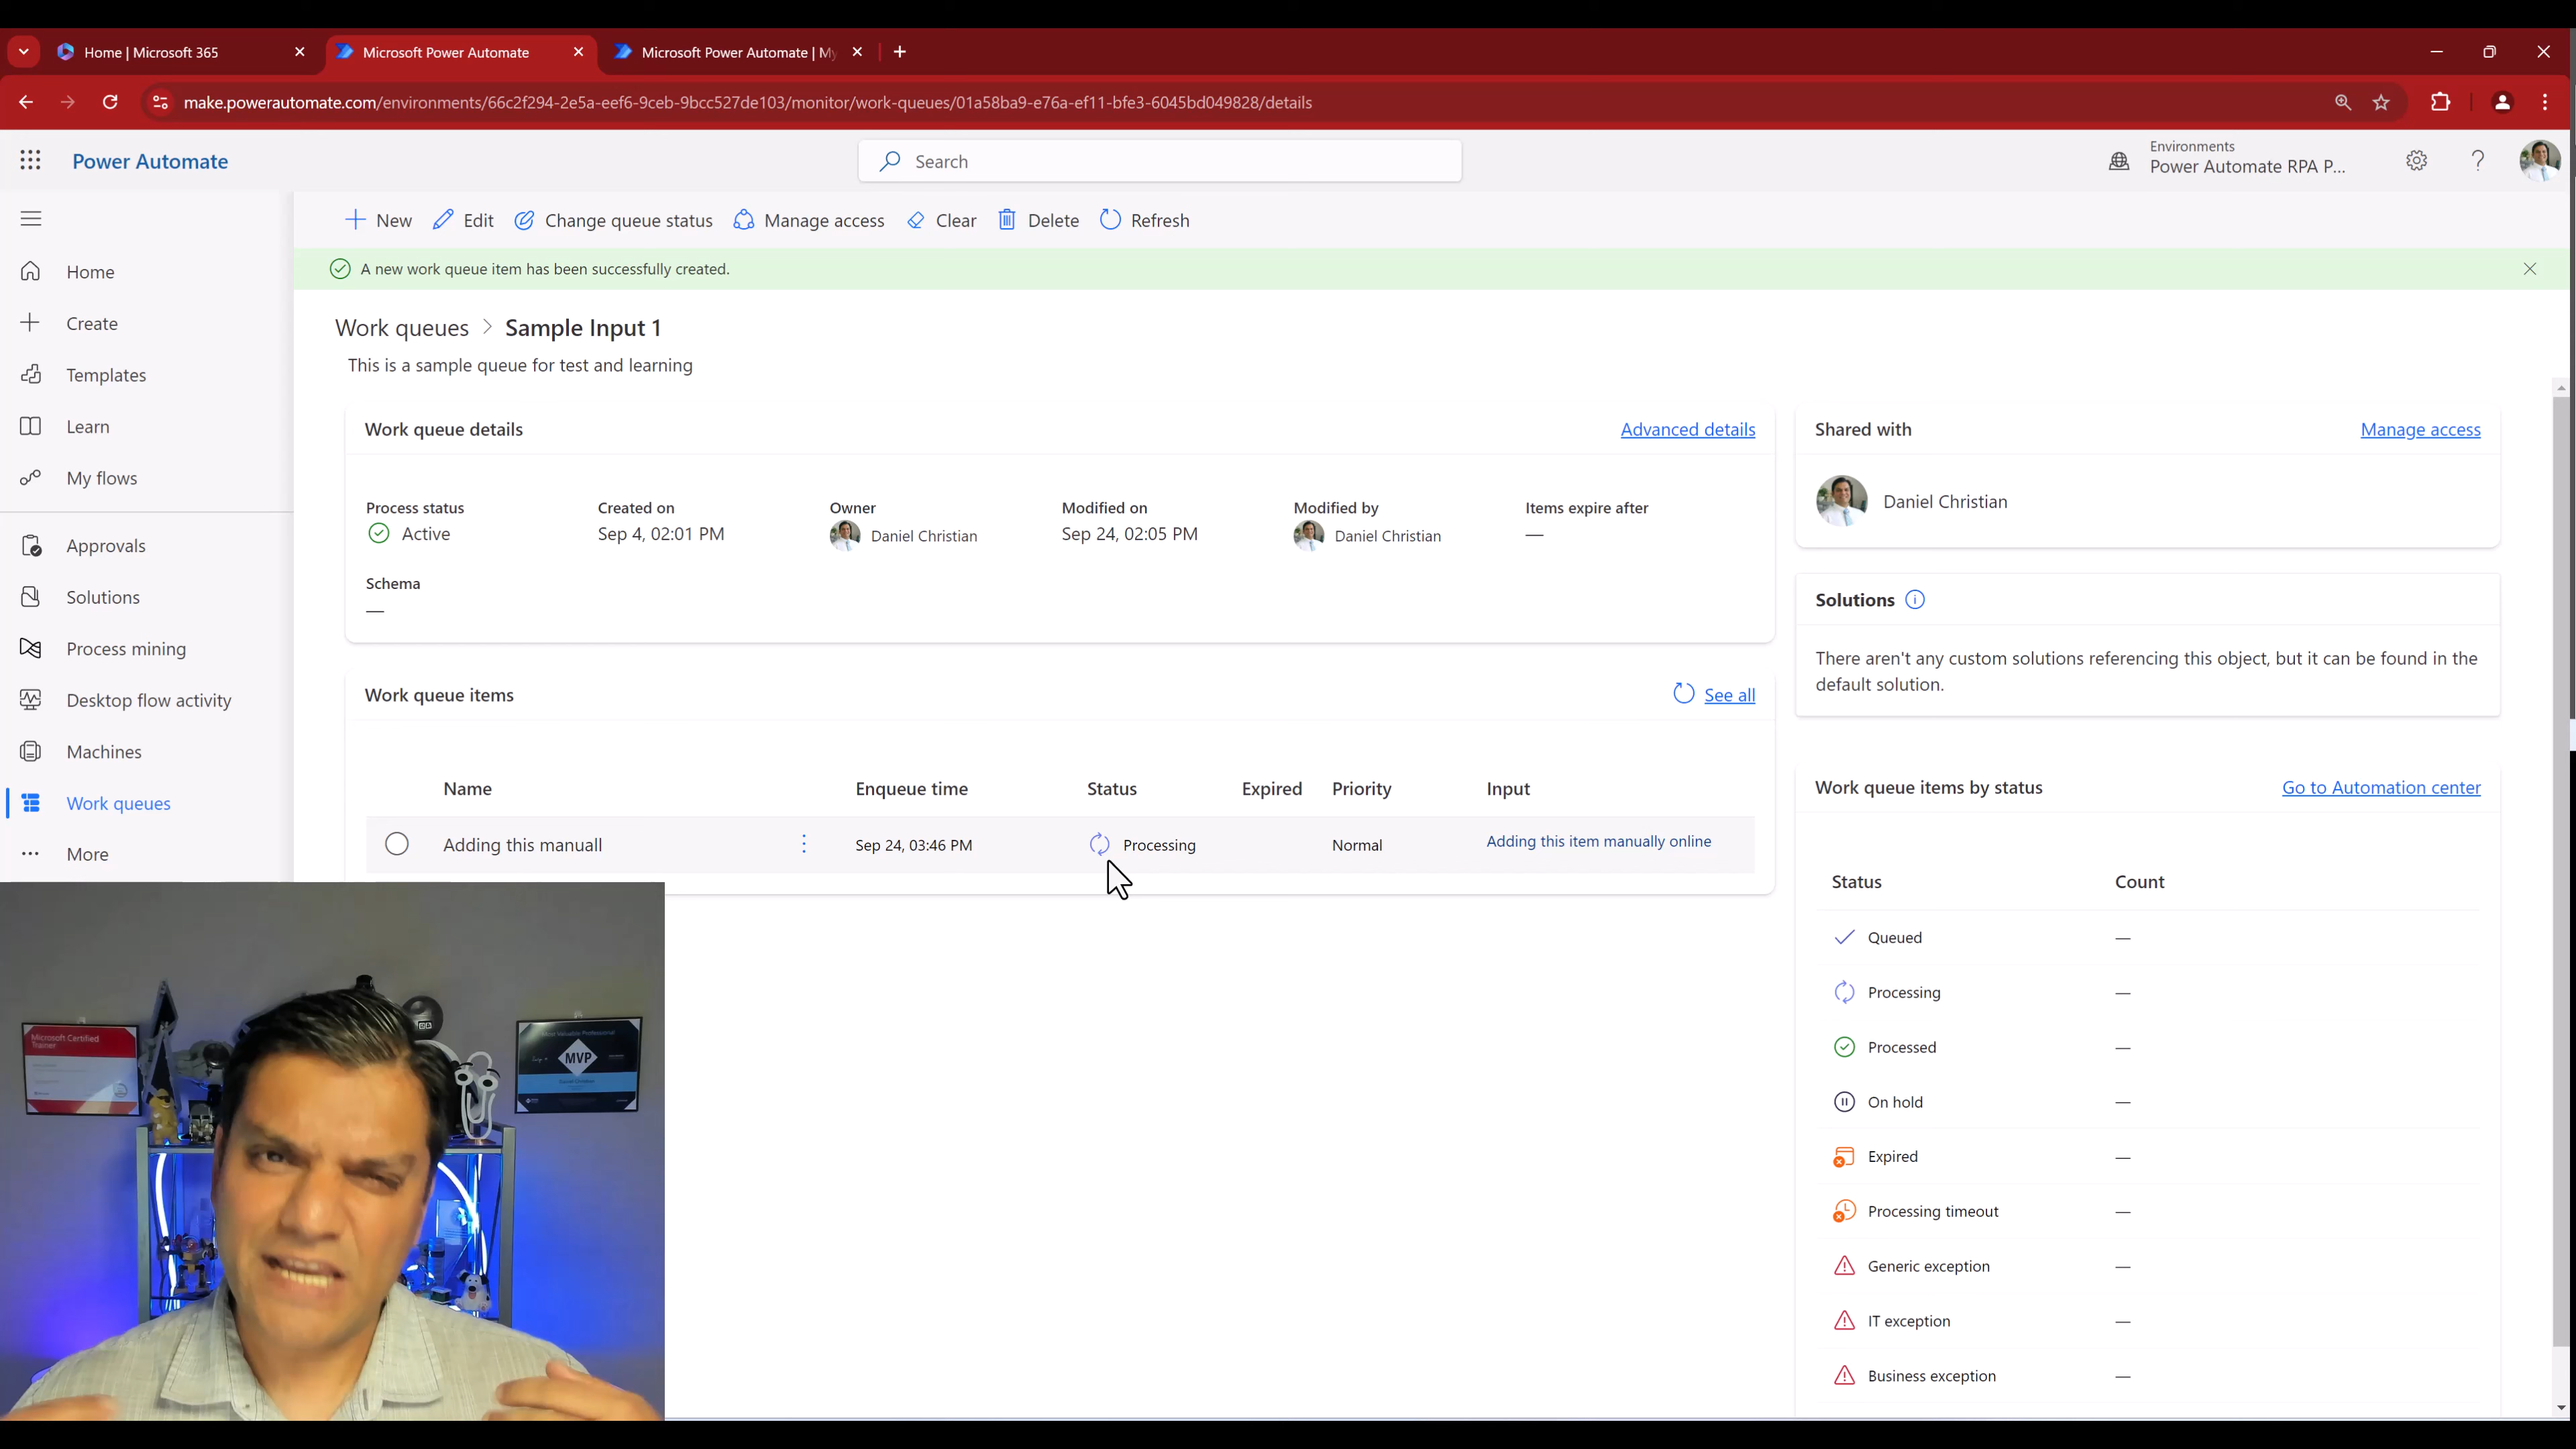 Home | Microsoft 365
Microsoft Power Automate
Microsoft Power Automate | My
make.powerautomate.com/environments/66c2f294-2e5a-eef6-9ceb-9bcc527de103/monitor/work-queues/01a58ba9-e76a-ef11-bfe3-6045bd049828/details
Power Automate
Search
Environments
Power Automate RPA P...
New
Edit
Change queue status
Manage access
Clear
Delete
Refresh
A new work queue item has been successfully created.
Home
Create
Templates
Learn
My flows
Approvals
Solutions
Process mining
Desktop flow activity
Machines
Work queues
More
Work queues > Sample Input 1
This is a sample queue for test and learning
Work queue details
Advanced details
Process status
Active
Created on
Sep 4, 02:01 PM
Owner
Daniel Christian
Modified on
Sep 24, 02:05 PM
Modified by
Daniel Christian
Items expire after
—
Schema
—
Work queue items
See all
Name Enqueue time Status Expired Priority Input
Adding this manuall Sep 24, 03:46 PM Processing Normal Adding this item manually online
Shared with
Manage access
Daniel Christian
Solutions
There aren't any custom solutions referencing this object, but it can be found in the
default solution.
Work queue items by status
Go to Automation center
Status Count
Queued —
Processing —
Processed —
On hold —
Expired —
Processing timeout —
Generic exception —
IT exception —
Business exception —
Microsoft Certified
Trainer
Most Valuable Professional
MVP